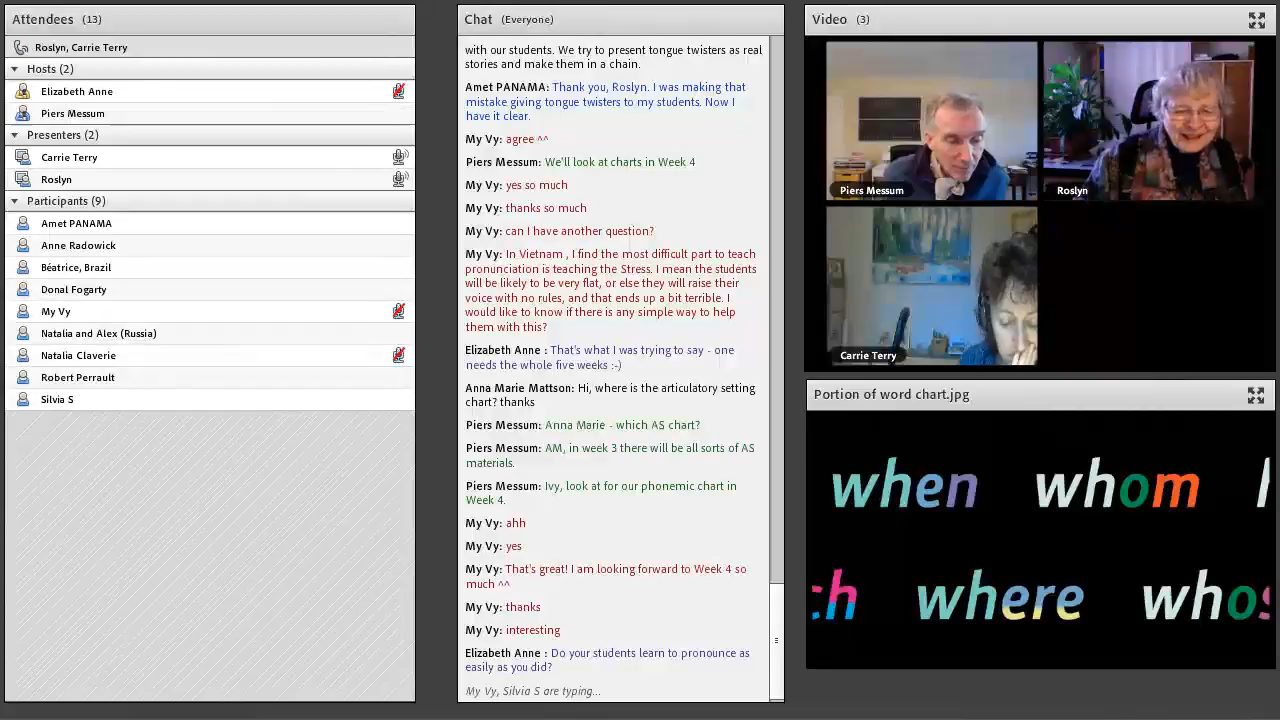 Attendees (13)
Roslyn, Carrie Terry
Hosts (2)
Elizabeth Anne
Piers Messum
Presenters (2)
Carrie Terry
Roslyn
Participants (9)
Amet PANAMA
Anne Radowick
Béatrice, Brazil
Donal Fogarty
My Vy
Natalia and Alex (Russia)
Natalia Claverie
Robert Perrault
Silvia S
Chat (Everyone)
with our students. We try to present tongue twisters as real
stories and make them in a chain.
Amet PANAMA: Thank you, Roslyn. I was making that
mistake giving tongue twisters to my students. Now I
have it clear.
My Vy: agree ^^
Piers Messum: We'll look at charts in Week 4
My Vy: yes so much
My Vy: thanks so much
My Vy: can I have another question?
My Vy: In Vietnam , I find the most difficult part to teach
pronunciation is teaching the Stress. I mean the students
will be likely to be very flat, or else they will raise their
voice with no rules, and that ends up a bit terrible. I
would like to know if there is any simple way to help
them with this?
Elizabeth Anne : That's what I was trying to say - one
needs the whole five weeks :-)
Anna Marie Mattson: Hi, where is the articulatory setting
chart? thanks
Piers Messum: Anna Marie - which AS chart?
Piers Messum: AM, in week 3 there will be all sorts of AS
materials.
Piers Messum: Ivy, look at for our phonemic chart in
Week 4.
My Vy: ahh
My Vy: yes
My Vy: That's great! I am looking forward to Week 4 so
much ^^
My Vy: thanks
My Vy: interesting
Elizabeth Anne : Do your students learn to pronounce as
easily as you did?
My Vy, Silvia S are typing...
Video (3)
Piers Messum
Roslyn
Carrie Terry
Portion of word chart.jpg
when whom
ch where whos